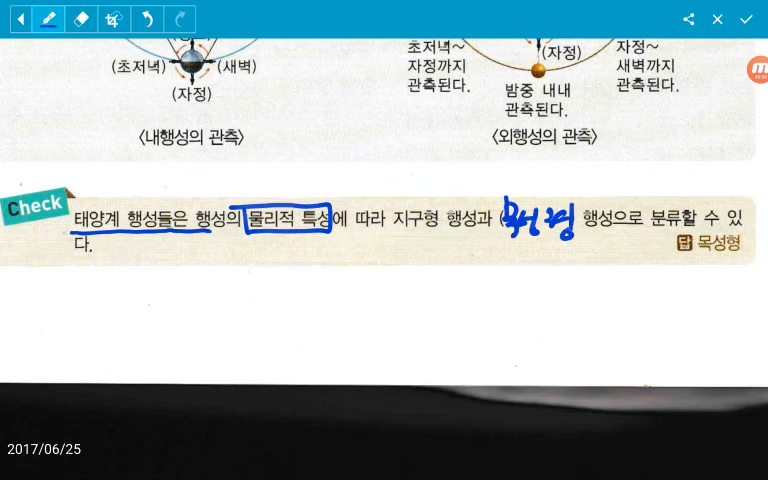 초저녁~
자정까지
관측된다.
(자정)
자정~
새벽까지
관측된다.
(초저녁)
(새벽)
(자정)
밤중 내내
관측된다.
〈내행성의 관측〉
〈외행성의 관측〉
Check
태양계 행성들은 행성의 물리적 특성에 따라 지구형 행성과 (목성형 행성으로 분류할 수 있
다.
답 목성형
2017/06/25